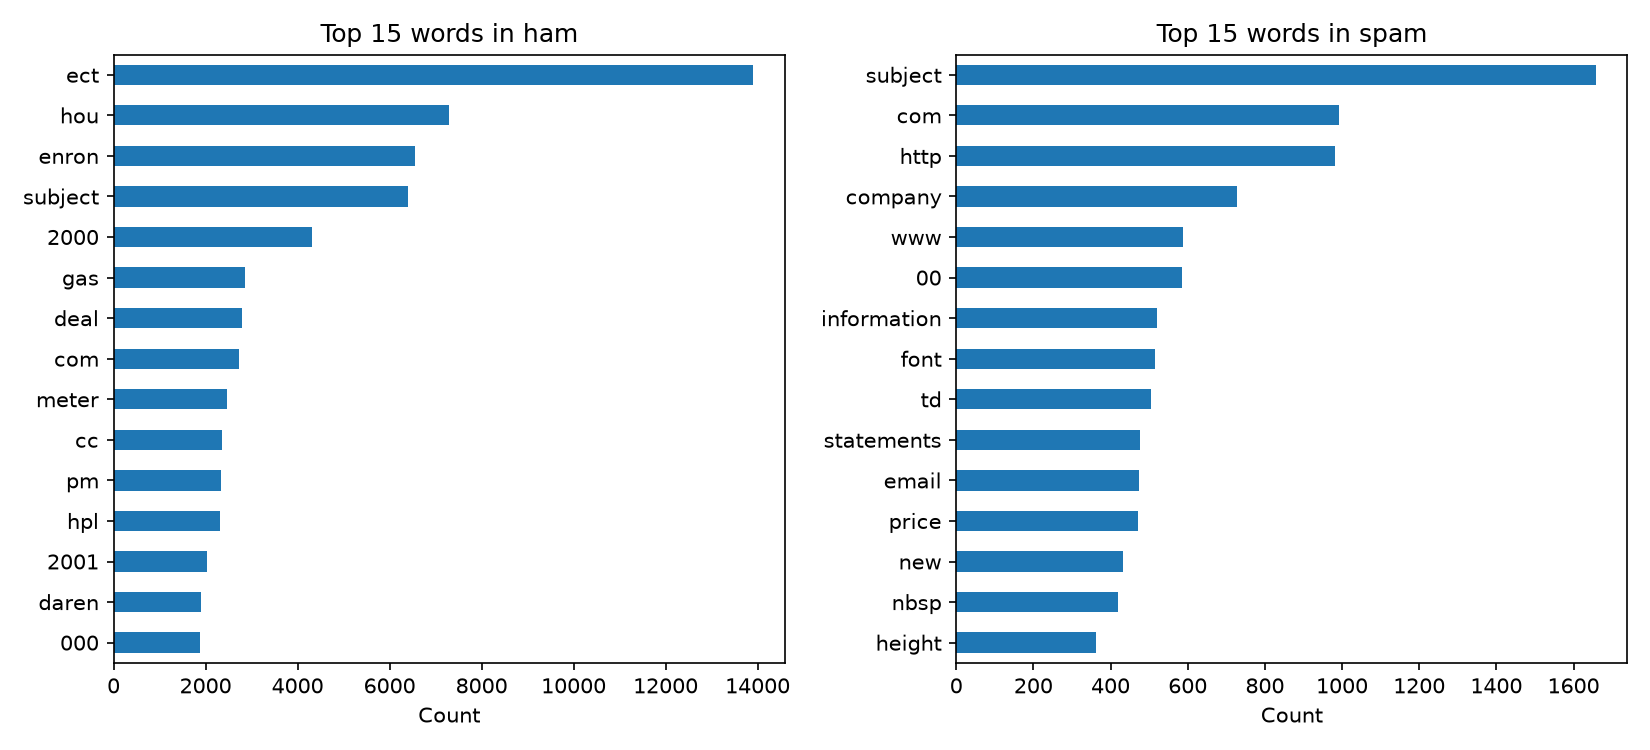 Top 15 words in ham
ect
hou
enron
subject
2000
gas
deal
com
meter
cc
pm
hpl
2001
daren
000
0 2000 4000 6000 8000 10000 12000 14000
Count
Top 15 words in spam
subject
com
http
company
www
00
information
font
td
statements
email
price
new
nbsp
height
0 200 400 600 800 1000 1200 1400 1600
Count